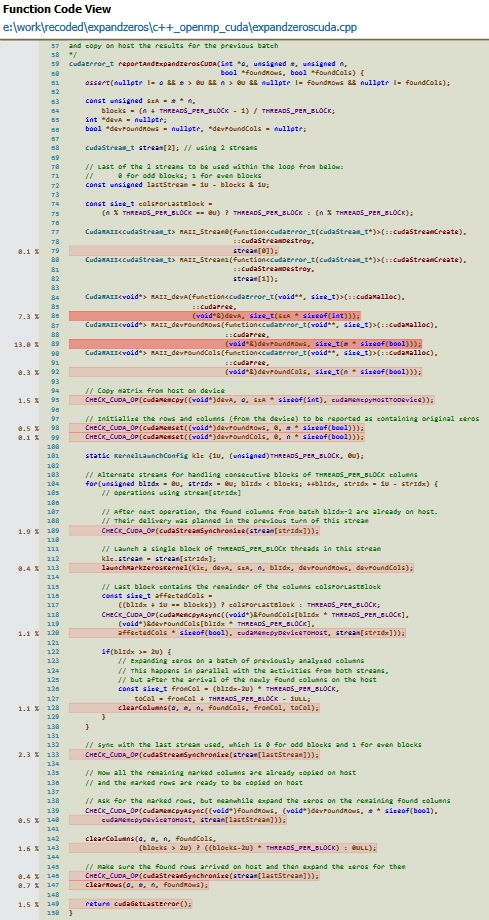 Function Code View
e:\work\recoded\expandzeros\c++_openmp_cuda\expandzeroscuda.cpp
57 and copy on host the results for the previous batch
58 */
59 cudaError_t reportAndExpandZerosCUDA(int *a, unsigned m, unsigned n,
60 bool *foundRows, bool *foundCols) {
61 assert(nullptr != a && m > 0U && n > 0U && nullptr != foundRows && nullptr != foundCols);
62
63 const unsigned szA = m * n,
64 blocks = (n + THREADS_PER_BLOCK - 1) / THREADS_PER_BLOCK;
65 int *devA = nullptr;
66 bool *devFoundRows = nullptr, *devFoundCols = nullptr;
67
68 cudaStream_t stream[2]; // using 2 streams
69
70 // Last of the 2 streams to be used within the loop from below:
71 // 0 for odd blocks; 1 for even blocks
72 const unsigned lastStream = 1U - blocks & 1U;
73
74 const size_t colsForLastBlock =
75 (n % THREADS_PER_BLOCK == 0U) ? THREADS_PER_BLOCK : (n % THREADS_PER_BLOCK);
76
77 CudaRAII<cudaStream_t> RAII_Stream0(function<cudaError_t(cudaStream_t*)>(::cudaStreamCreate),
78 ::cudaStreamDestroy,
0.1 % 79 stream[0]);
80 CudaRAII<cudaStream_t> RAII_Stream1(function<cudaError_t(cudaStream_t*)>(::cudaStreamCreate),
81 ::cudaStreamDestroy,
82 stream[1]);
83
84 CudaRAII<void*> RAII_devA(function<cudaError_t(void**, size_t)>(::cudaMalloc),
85 ::cudaFree,
7.3 % 86 (void*&)devA, size_t(szA * sizeof(int)));
87 CudaRAII<void*> RAII_devFoundRows(function<cudaError_t(void**, size_t)>(::cudaMalloc),
88 ::cudaFree,
13.0 % 89 (void*&)devFoundRows, size_t(m * sizeof(bool)));
90 CudaRAII<void*> RAII_devFoundCols(function<cudaError_t(void**, size_t)>(::cudaMalloc),
91 ::cudaFree,
0.3 % 92 (void*&)devFoundCols, size_t(n * sizeof(bool)));
93
94 // Copy matrix from host on device
1.5 % 95 CHECK_CUDA_OP(cudaMemcpy((void*)devA, a, szA * sizeof(int), cudaMemcpyHostToDevice));
96
97 // Initialize the rows and columns (from the device) to be reported as containing original zeros
0.5 % 98 CHECK_CUDA_OP(cudaMemset((void*)devFoundRows, 0, m * sizeof(bool)));
0.1 % 99 CHECK_CUDA_OP(cudaMemset((void*)devFoundCols, 0, n * sizeof(bool)));
100
101 static KernelLaunchConfig klc {1U, (unsigned)THREADS_PER_BLOCK, 0U};
102
103 // Alternate streams for handling consecutive blocks of THREADS_PER_BLOCK columns
104 for(unsigned blIdx = 0U, strIdx = 0U; blIdx < blocks; ++blIdx, strIdx = 1U - strIdx) {
105 // operations using stream[strIdx]
106
107 // After next operation, the found columns from batch blIdx-2 are already on host.
108 // Their delivery was planned in the previous turn of this stream
1.9 % 109 CHECK_CUDA_OP(cudaStreamSynchronize(stream[strIdx]));
110
111 // Launch a single block of THREADS_PER_BLOCK threads in this stream
112 klc.stream = stream[strIdx];
0.4 % 113 launchMarkZerosKernel(klc, devA, szA, n, blIdx, devFoundRows, devFoundCols);
114
115 // Last block contains the remainder of the columns colsForLastBlock
116 const size_t affectedCols =
117 ((blIdx + 1U == blocks)) ? colsForLastBlock : THREADS_PER_BLOCK;
118 CHECK_CUDA_OP(cudaMemcpyAsync((void*)&foundCols[blIdx * THREADS_PER_BLOCK],
119 (void*)&devFoundCols[blIdx * THREADS_PER_BLOCK],
1.1 % 120 affectedCols * sizeof(bool), cudaMemcpyDeviceToHost, stream[strIdx]));
121
122 if(blIdx >= 2U) {
123 // Expanding zeros on a batch of previously analyzed columns
124 // This happens in parallel with the activities from both streams,
125 // but after the arrival of the newly found columns on the host
126 const size_t fromCol = (blIdx-2U) * THREADS_PER_BLOCK,
127 toCol = fromCol + THREADS_PER_BLOCK - 1ULL;
1.1 % 128 clearColumns(a, m, n, foundCols, fromCol, toCol);
129 }
130 }
131
132 // sync with the last stream used, which is 0 for odd blocks and 1 for even blocks
2.3 % 133 CHECK_CUDA_OP(cudaStreamSynchronize(stream[lastStream]));
134
135 // Now all the remaining marked columns are already copied on host
136 // and the marked rows are ready to be copied on host
137
138 // Ask for the marked rows, but meanwhile expand the zeros on the remaining found columns
139 CHECK_CUDA_OP(cudaMemcpyAsync((void*)foundRows, (void*)devFoundRows, m * sizeof(bool),
0.5 % 140 cudaMemcpyDeviceToHost, stream[lastStream]));
141
142 clearColumns(a, m, n, foundCols,
1.6 % 143 (blocks > 2U) ? ((blocks-2U) * THREADS_PER_BLOCK) : 0ULL);
144
145 // Make sure the found rows arrived on host and then expand the zeros for them
0.4 % 146 CHECK_CUDA_OP(cudaStreamSynchronize(stream[lastStream]));
0.7 % 147 clearRows(a, m, n, foundRows);
148
1.5 % 149 return cudaGetLastError();
150 }